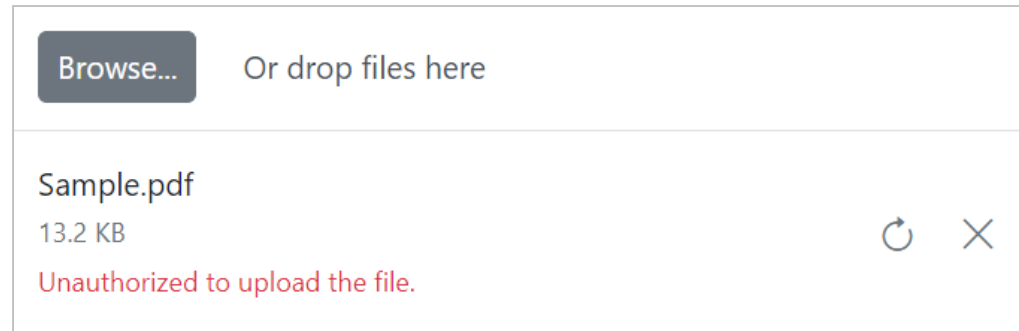 Browse...
Or drop files here
Sample.pdf
13.2 KB
Unauthorized to upload the file.